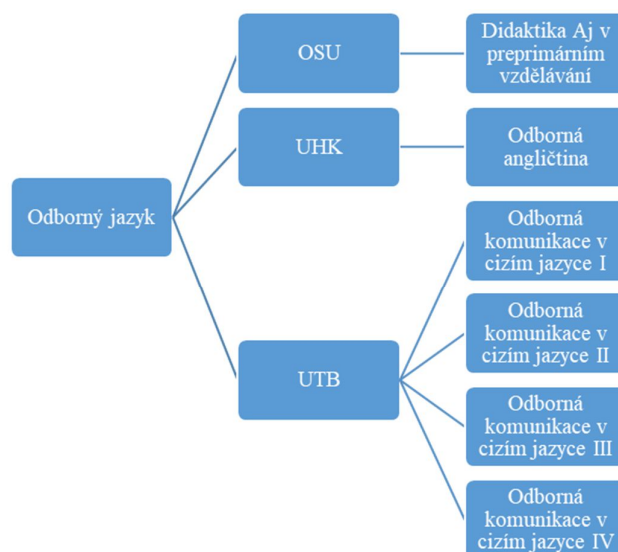 Odborný jazyk
OSU
Didaktika Aj v
preprimárním
vzdělávání
UHK
Odborná
angličtina
UTB
Odborná
komunikace v
cizím jazyce I
Odborná
komunikace v
cizím jazyce II
Odborná
komunikace v
cizím jazyce III
Odborná
komunikace v
cizím jazyce IV